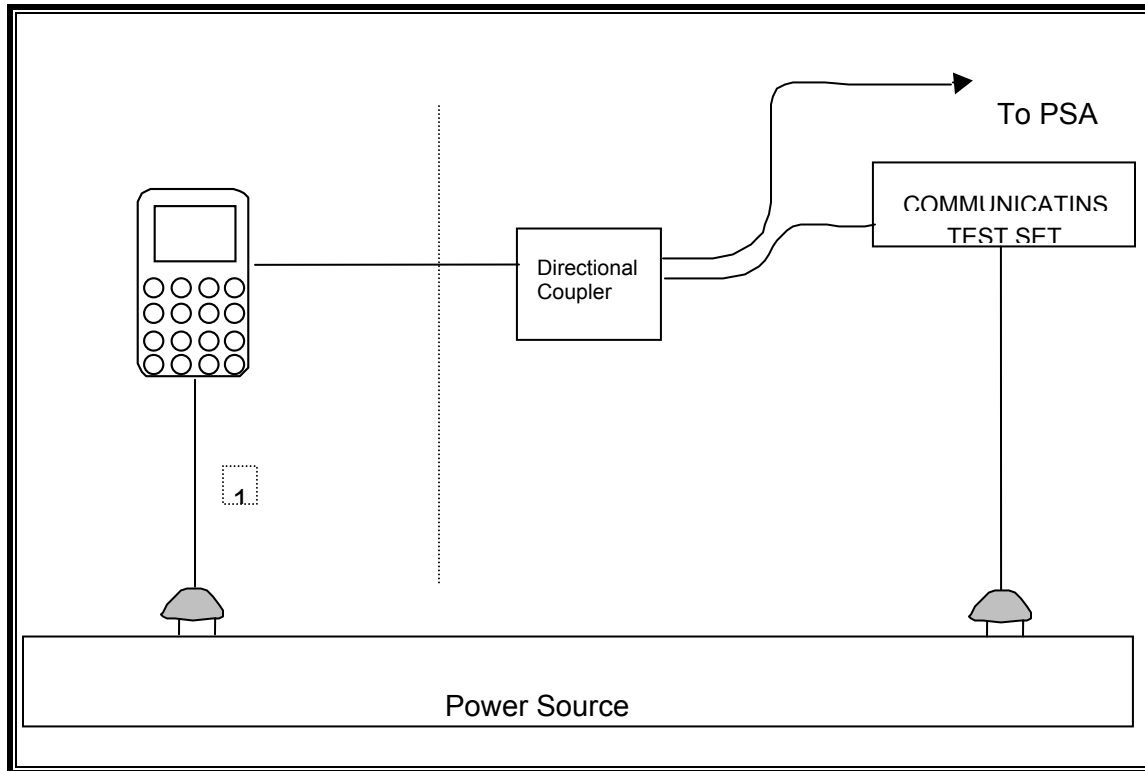 To PSA
COMMUNICATINS
TEST SET
Directional
Coupler
1
Power Source